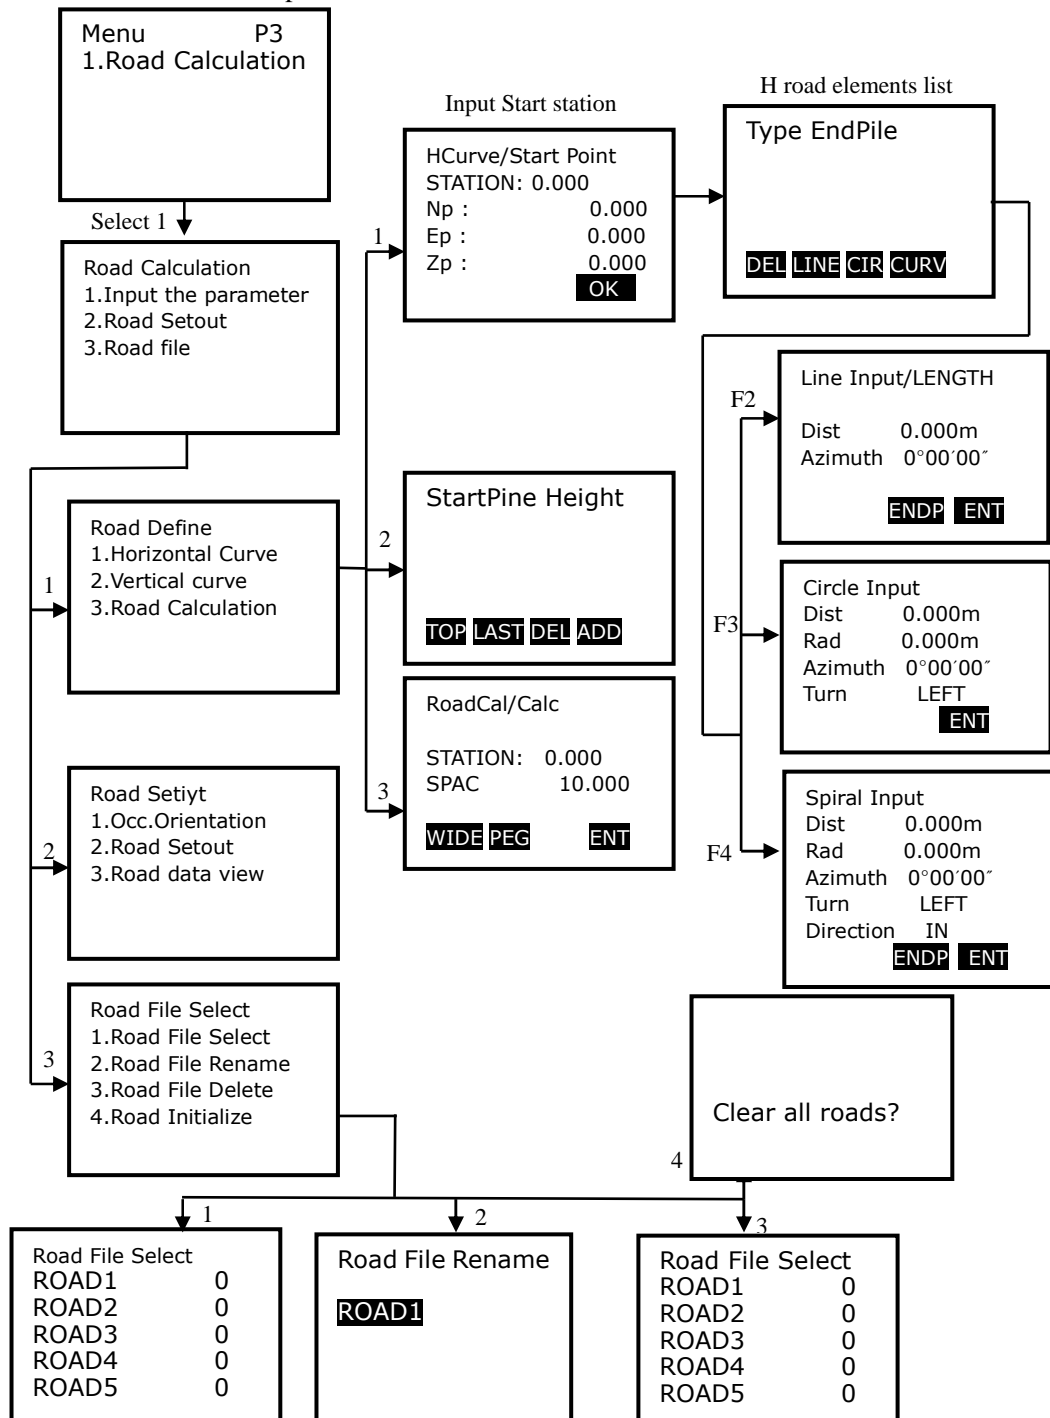 Menu P3
1.Road Calculation
Select 1
Road Calculation
1.Input the parameter
2.Road Setout
3.Road file
Input Start station
HCurve/Start Point
STATION: 0.000
Np : 0.000
Ep : 0.000
Zp : 0.000
OK
1
H road elements list
Type EndPile
DEL LINE CIR CURV
F2
Line Input/LENGTH
Dist 0.000m
Azimuth 0°00′00″
ENDP ENT
F3
Circle Input
Dist 0.000m
Rad 0.000m
Azimuth 0°00′00″
Turn LEFT
ENT
F4
Spiral Input
Dist 0.000m
Rad 0.000m
Azimuth 0°00′00″
Turn LEFT
Direction IN
ENDP ENT
1
Road Define
1.Horizontal Curve
2.Vertical curve
3.Road Calculation
2
StartPine Height
TOP LAST DEL ADD
3
RoadCal/Calc
STATION: 0.000
SPAC 10.000
WIDE PEG ENT
2
Road Setiyt
1.Occ.Orientation
2.Road Setout
3.Road data view
3
Road File Select
1.Road File Select
2.Road File Rename
3.Road File Delete
4.Road Initialize
4
Clear all roads?
1
Road File Select
ROAD1 0
ROAD2 0
ROAD3 0
ROAD4 0
ROAD5 0
2
Road File Rename
ROAD1
3
Road File Select
ROAD1 0
ROAD2 0
ROAD3 0
ROAD4 0
ROAD5 0